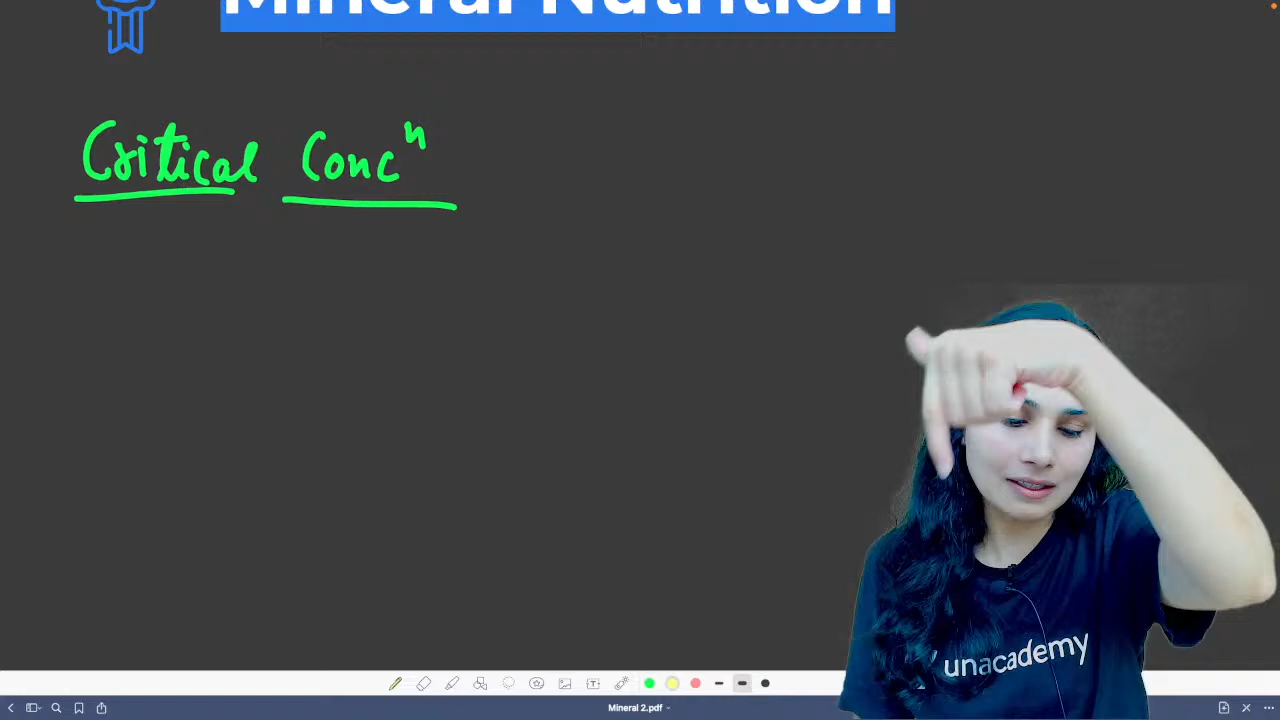 Mineral Nutrition
Critical Concⁿ
unacademy
Mineral 2.pdf